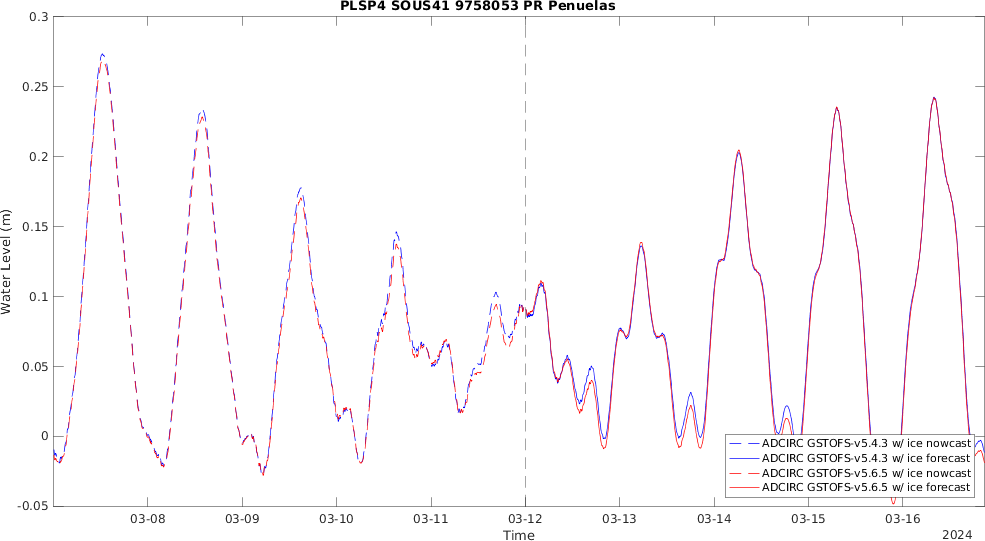 PLSP4 SOUS41 9758053 PR Penuelas
0.3
0.25
0.2
0.15
0.1
0.05
0
-0.05
Water Level (m)
03-08 03-09 03-10 03-11 03-12 03-13 03-14 03-15 03-16
Time
2024
ADCIRC GSTOFS-v5.4.3 w/ ice nowcast
ADCIRC GSTOFS-v5.4.3 w/ ice forecast
ADCIRC GSTOFS-v5.6.5 w/ ice nowcast
ADCIRC GSTOFS-v5.6.5 w/ ice forecast